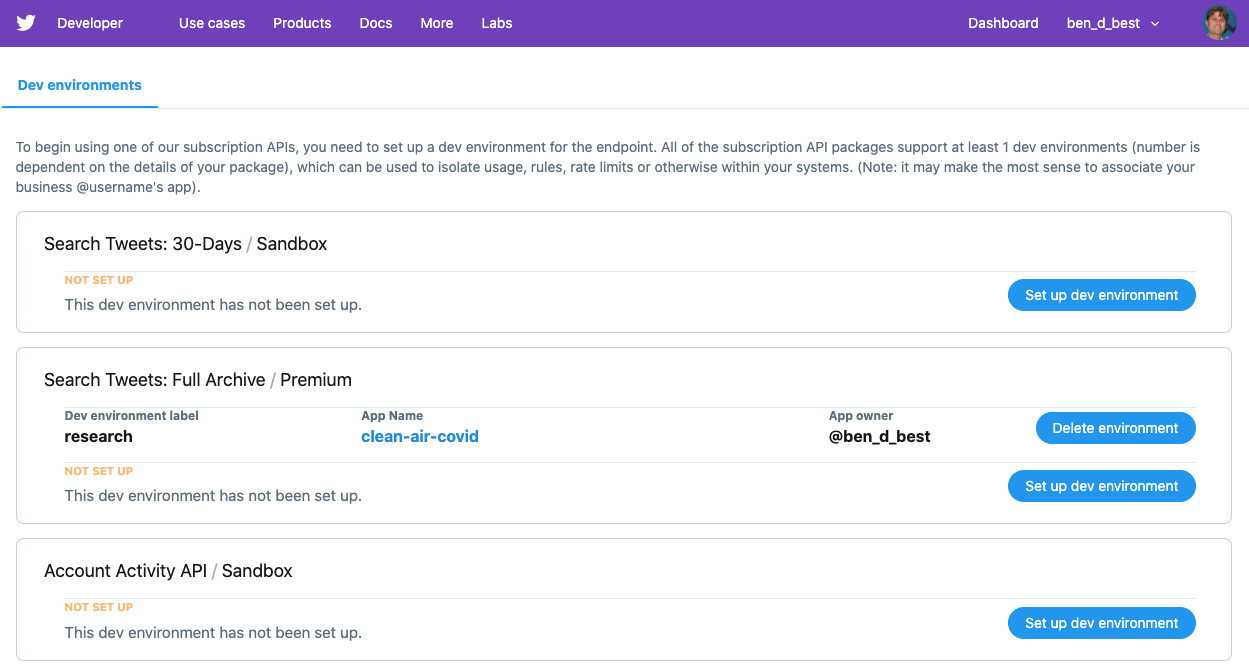 Developer Use cases Products Docs More Labs Dashboard ben_d_best
Dev environments
To begin using one of our subscription APIs, you need to set up a dev environment for the endpoint. All of the subscription API packages support at least 1 dev environments (number is
dependent on the details of your package), which can be used to isolate usage, rules, rate limits or otherwise within your systems. (Note: it may make the most sense to associate your
business @username's app).
Search Tweets: 30-Days / Sandbox
NOT SET UP
This dev environment has not been set up.
Set up dev environment
Search Tweets: Full Archive / Premium
Dev environment label App Name App owner
research clean-air-covid @ben_d_best
Delete environment
NOT SET UP
This dev environment has not been set up.
Set up dev environment
Account Activity API / Sandbox
NOT SET UP
This dev environment has not been set up.
Set up dev environment